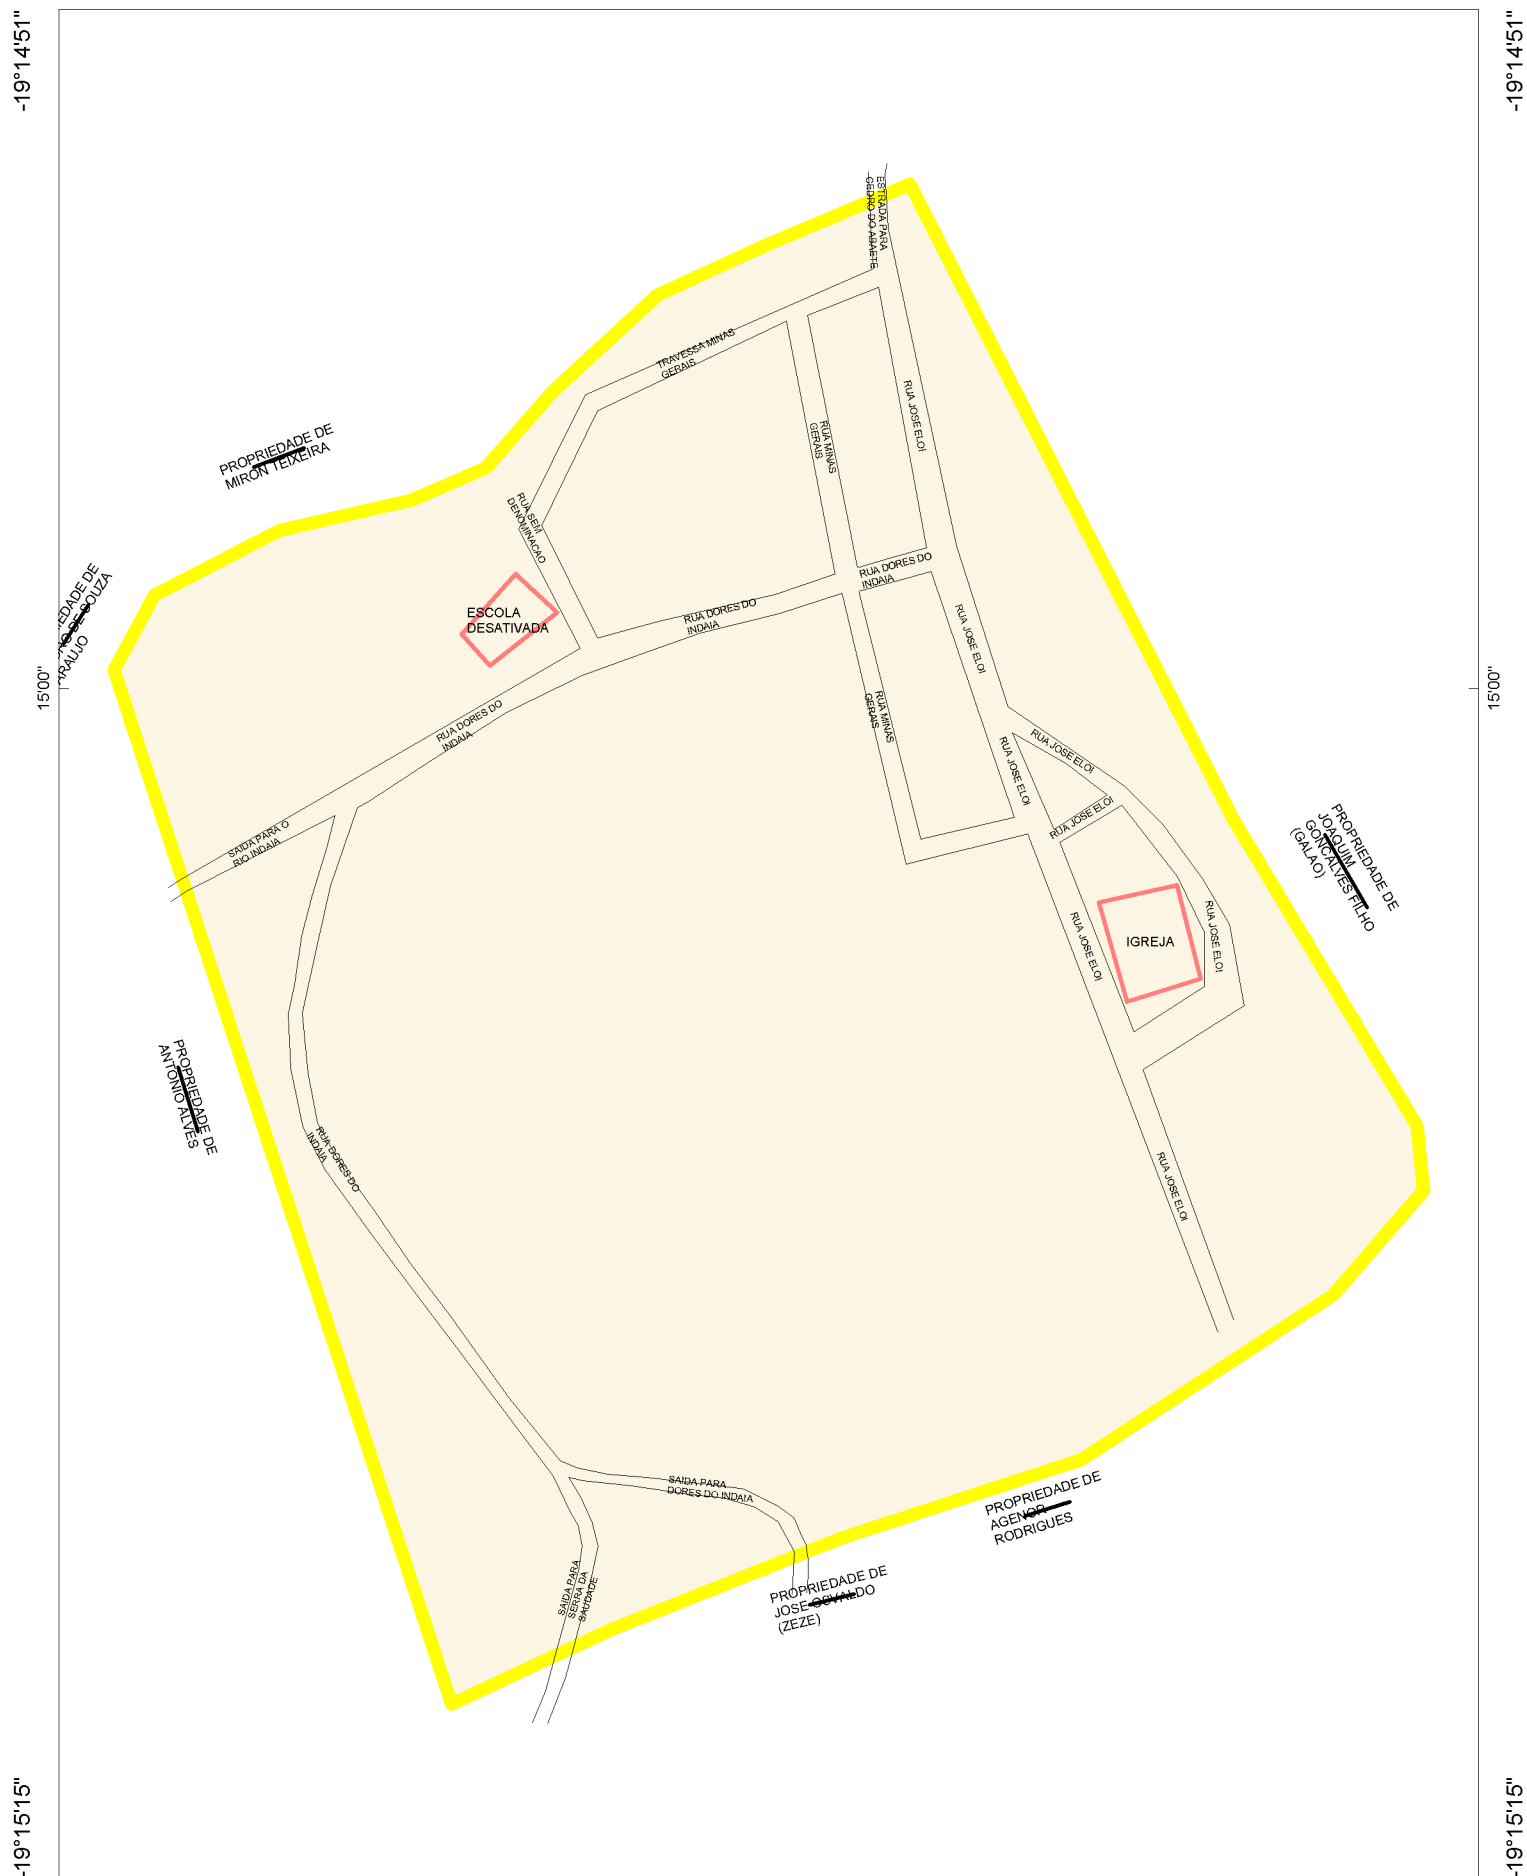 -19°14'51"
-19°14'51"
ESTRADA PARA
CEDRO DO ABAETE
TRAVESSA MINAS
GERAIS
RUA JOSE ELOI
RUA MINAS
GERAIS
PROPRIEDADE DE
MIRON TEIXEIRA
RUA SEM
DENOMINACAO
RUA DORES DO
INDAIA
ESCOLA
DESATIVADA
RUA DORES DO
INDAIA
RUA JOSE ELOI
DE SOUZA
15'00"
15'00"
RUA DORES DO
INDAIA
RUA MINAS
GERAIS
RUA JOSE ELOI
RUA JOSE ELOI
RUA JOSE ELOI
SAIDA PARA O
RIO INDAIA
PROPRIEDADE DE
JOAQUIM
GONCALVES FILHO
(GALAO)
RUA JOSE ELOI
IGREJA
RUA JOSE ELOI
PROPRIEDADE DE
ANTONIO ALVES
RUA DORES DO
INDAIA
RUA JOSE ELOI
SAIDA PARA
DORES DO INDAIA
PROPRIEDADE DE
AGENOR
RODRIGUES
SAIDA PARA
SERRA DA
SAUDADE
PROPRIEDADE DE
JOSE OSVALDO
(ZEZE)
-19°15'15"
-19°15'15"